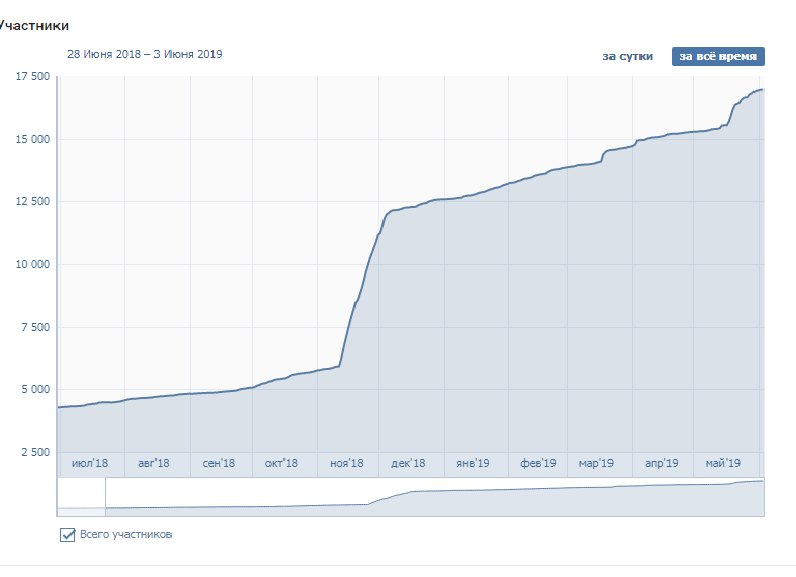 Участники
28 Июня 2018 – 3 Июня 2019
за сутки
за всё время
17 500
15 000
12 500
10 000
7 500
5 000
2 500
июл'18 авг'18 сен'18 окт'18 ноя'18 дек'18 янв'19 фев'19 мар'19 апр'19 май'19
Всего участников